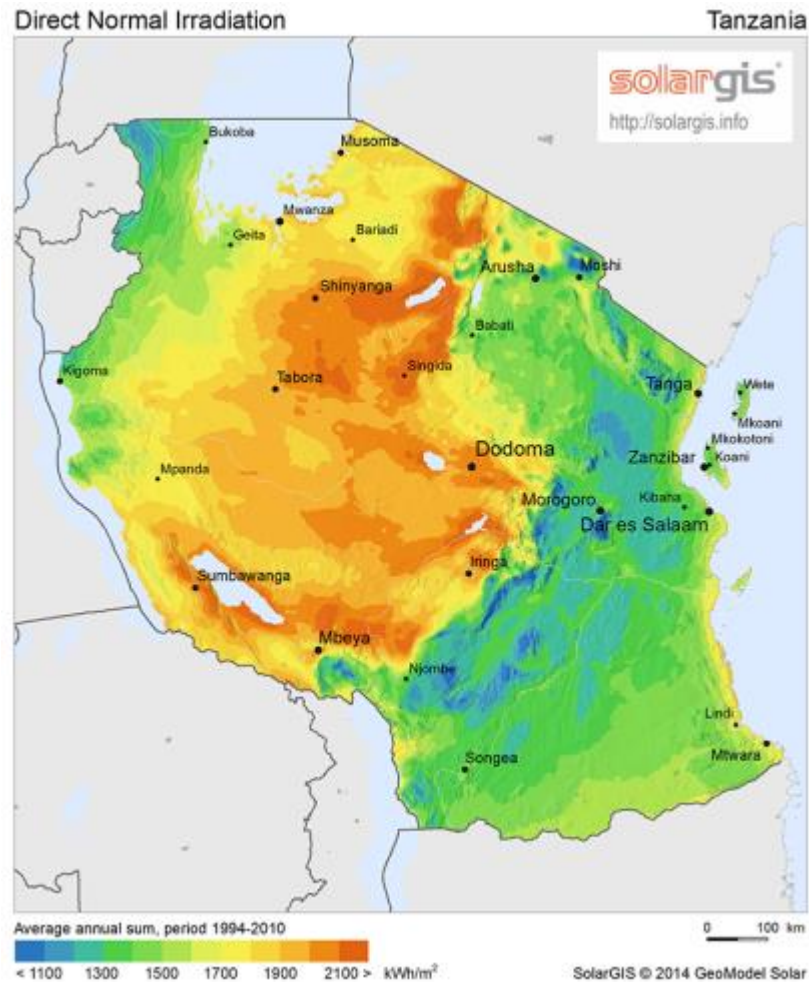 Direct Normal Irradiation Tanzania
solargis
http://solargis.info
Bukoba
Musoma
Mwanza
Geita
Bariadi
Arusha
Moshi
Shinyanga
Babati
Kigoma
Singida
Tabora
Tanga
Wete
Mkoani
Mkokotoni
Dodoma
Zanzibar
Koani
Mpanda
Morogoro
Kibaha
Dar es Salaam
Iringa
Sumbawanga
Mbeya
Njombe
Lindi
Mtwara
Songea
Average annual sum, period 1994-2010
0 100 km
< 1100 1300 1500 1700 1900 2100 > kWh/m²
SolarGIS © 2014 GeoModel Solar